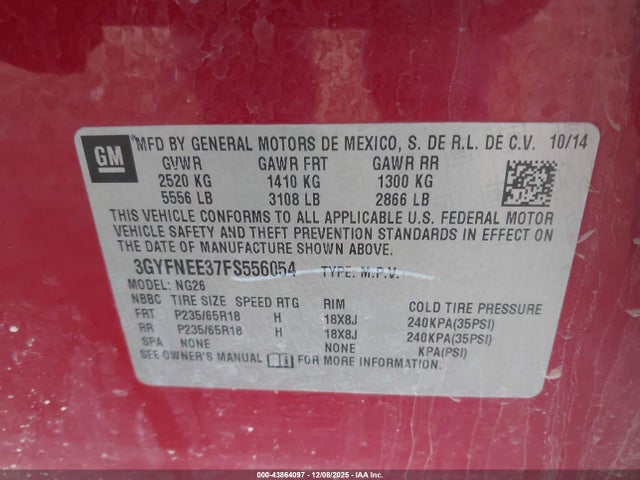 GM
MFD BY GENERAL MOTORS DE MEXICO, S. DE R.L. DE C.V. 10/14
GVWR GAWR FRT GAWR RR
2520 KG 1410 KG 1300 KG
5556 LB 3108 LB 2866 LB
THIS VEHICLE CONFORMS TO ALL APPLICABLE U.S. FEDERAL MOTOR
VEHICLE SAFETY AND THEFT PREVENTION STANDARDS IN EFFECT ON
THE DATE OF MANUFACTURE SHOWN ABOVE.
3GYFNEE37FS556054 TYPE: M.P.V.
MODEL: NG26
NBBC TIRE SIZE SPEED RTG RIM COLD TIRE PRESSURE
FRT P235/65R18 H 18X8J 240KPA(35PSI)
RR P235/65R18 H 18X8J 240KPA(35PSI)
SPA NONE NONE KPA(PSI)
SEE OWNER'S MANUAL FOR MORE INFORMATION.
000-43864097 - 12/08/2025 - IAA Inc.